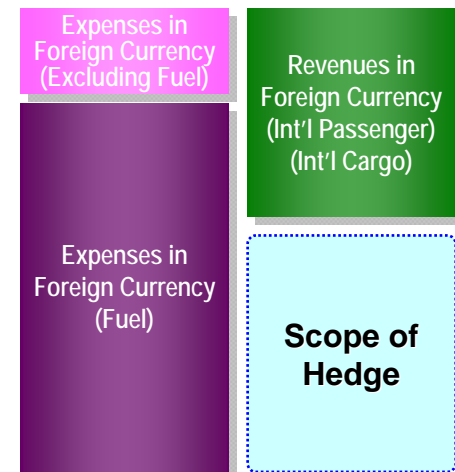 Expenses in
Foreign Currency
(Excluding Fuel)
Expenses in
Foreign Currency
(Fuel)
Revenues in
Foreign Currency
(Int'l Passenger)
(Int'l Cargo)
Scope of
Hedge